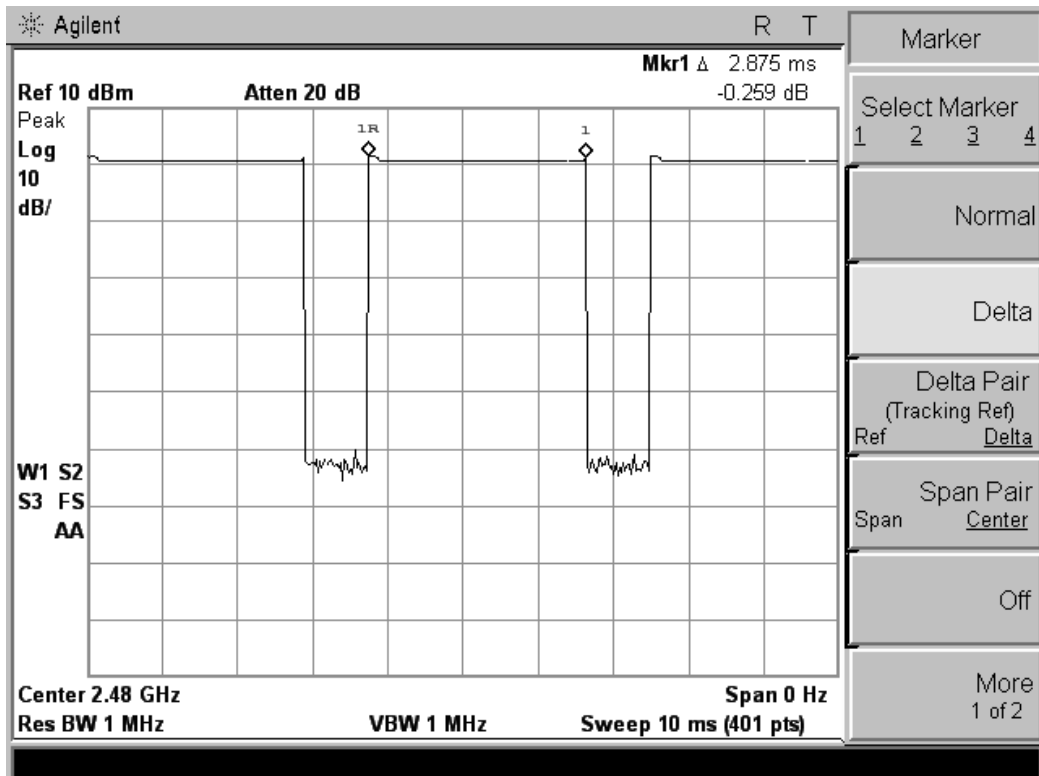 Agilent R T
Mkr1 Δ 2.875 ms
Ref 10 dBm Atten 20 dB -0.259 dB
Peak
Log
10
dB/
1R
1
W1 S2
S3 FS
AA
Center 2.48 GHz Span 0 Hz
Res BW 1 MHz VBW 1 MHz Sweep 10 ms (401 pts)
Marker
Select Marker
1 2 3 4
Normal
Delta
Delta Pair
(Tracking Ref)
Ref Delta
Span Pair
Span Center
Off
More
1 of 2